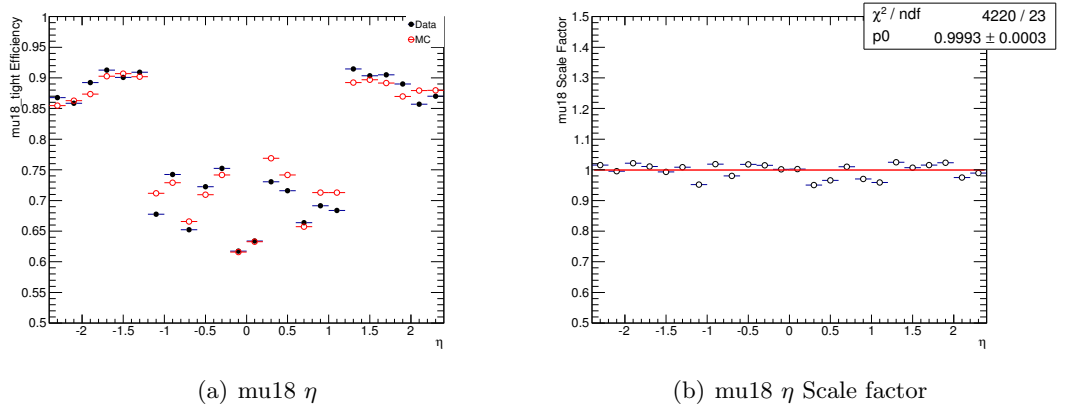 mu18_tight Efficiency
1
0.95
0.9
0.85
0.8
0.75
0.7
0.65
0.6
0.55
0.5
Data
MC
-2 -1.5 -1 -0.5 0 0.5 1 1.5 2
η
(a) mu18 η
mu18 Scale Factor
1.5
1.4
1.3
1.2
1.1
1.0
0.9
0.8
0.7
0.6
0.5
χ² / ndf 4220 / 23
p0 0.9993 ± 0.0003
-2 -1.5 -1 -0.5 0 0.5 1 1.5 2
η
(b) mu18 η Scale factor